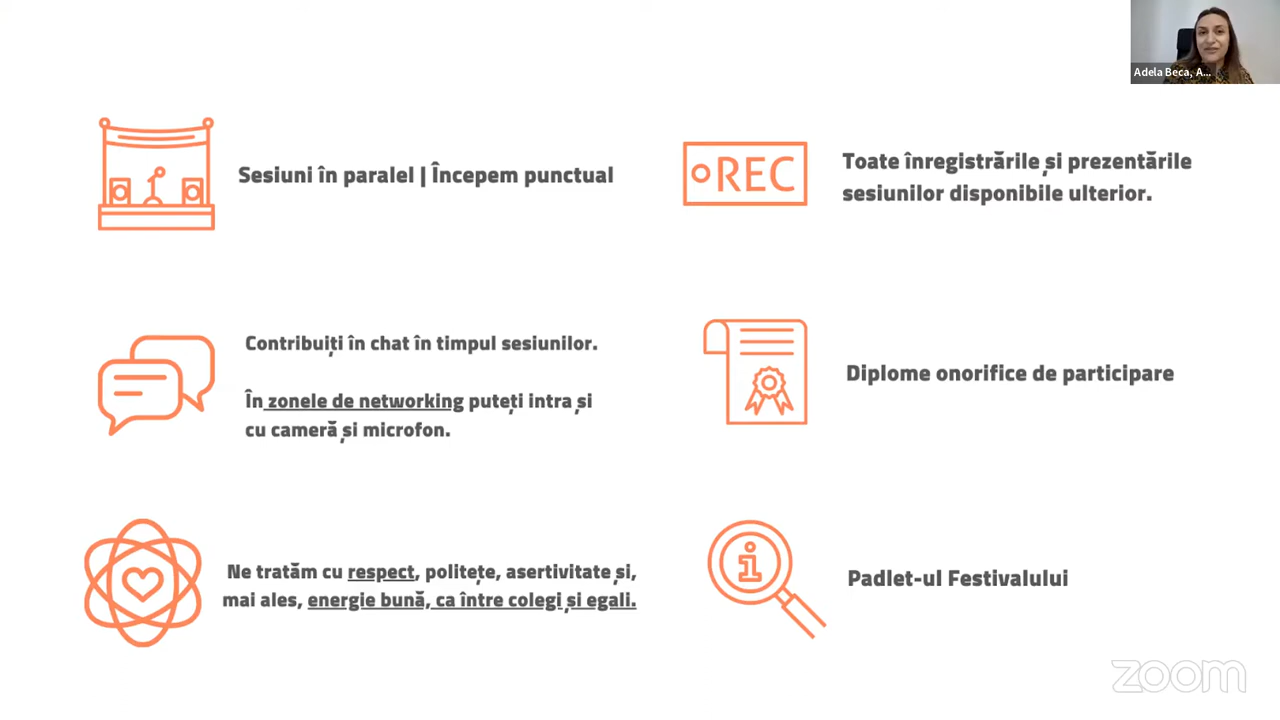 Adela Beca, A...
Sesiuni în paralel | Începem punctual
REC
Toate înregistrările și prezentările
sesiunilor disponibile ulterior.
Contribuiți în chat în timpul sesiunilor.
În zonele de networking puteți intra și
cu cameră și microfon.
Diplome onorifice de participare
Ne tratăm cu respect, politețe, asertivitate și,
mai ales, energie bună, ca între colegi și egali.
i
Padlet-ul Festivalului
zoom